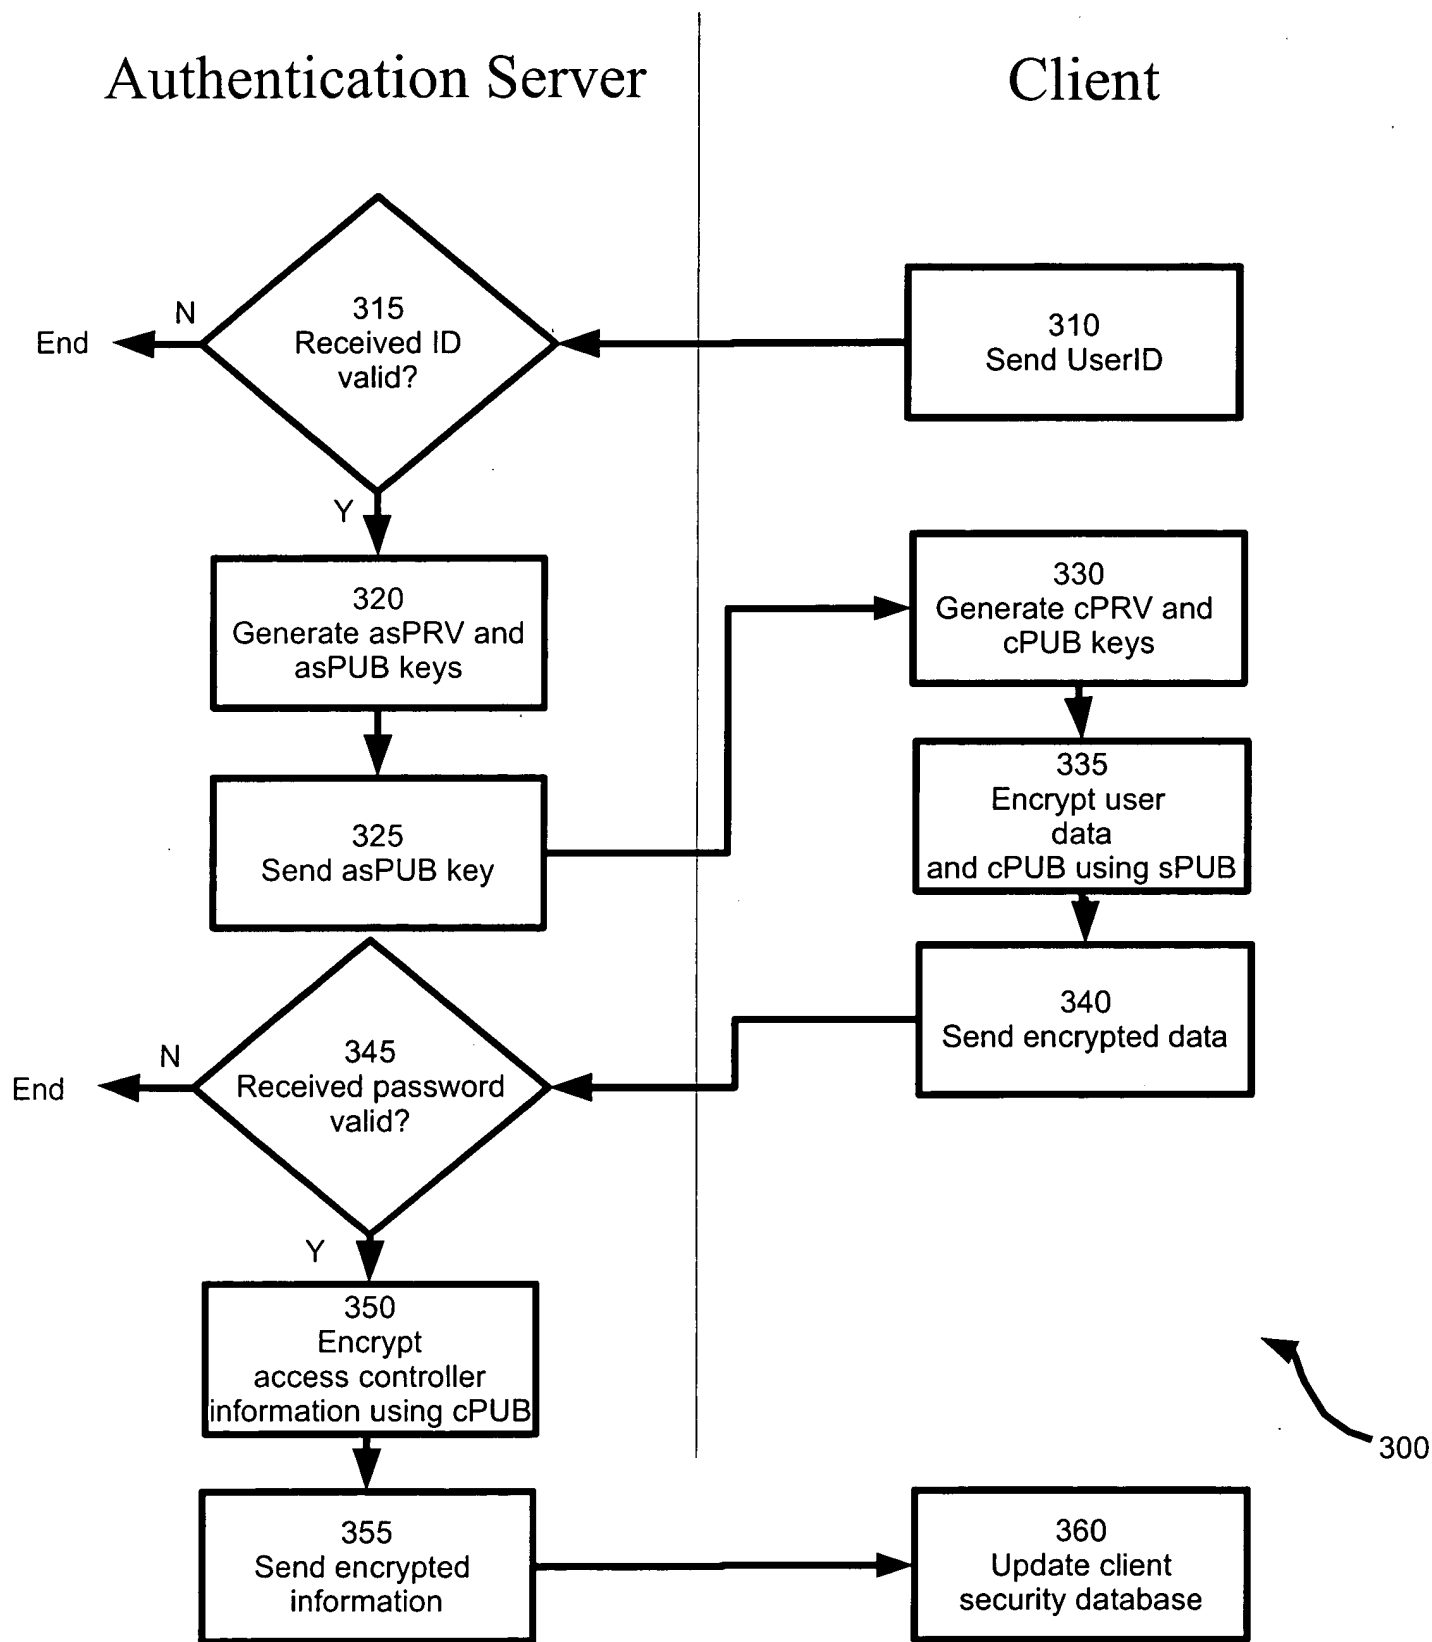 Authentication Server
Client
315
Received ID
valid?
N
End
Y
310
Send UserID
320
Generate asPRV and
asPUB keys
325
Send asPUB key
330
Generate cPRV and
cPUB keys
335
Encrypt user
data
and cPUB using sPUB
340
Send encrypted data
345
Received password
valid?
N
End
Y
350
Encrypt
access controller
information using cPUB
355
Send encrypted
information
360
Update client
security database
300